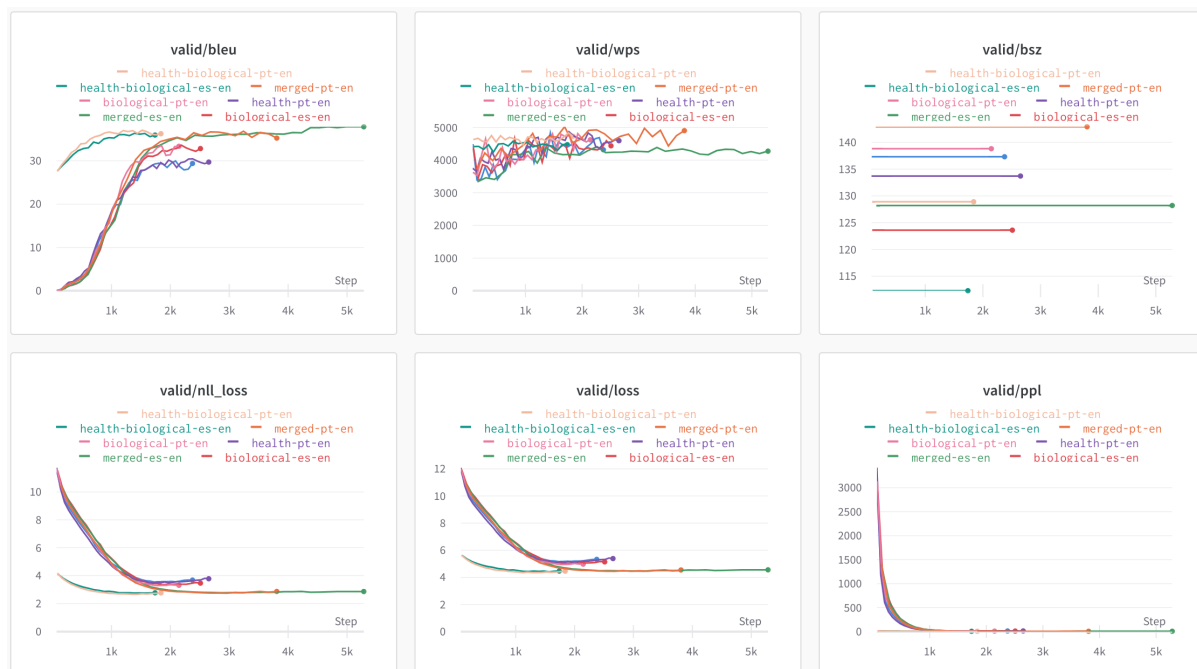 valid/bleu
health-biological-pt-en
health-biological-es-en merged-pt-en
biological-pt-en health-pt-en
merged-es-en biological-es-en
30
20
10
0
Step
1k 2k 3k 4k 5k
valid/wps
health-biological-pt-en
health-biological-es-en merged-pt-en
biological-pt-en health-pt-en
merged-es-en biological-es-en
5000
4000
3000
2000
1000
0
Step
1k 2k 3k 4k 5k
valid/bsz
health-biological-pt-en
health-biological-es-en merged-pt-en
biological-pt-en health-pt-en
merged-es-en biological-es-en
140
135
130
125
120
115
Step
1k 2k 3k 4k 5k
valid/nll_loss
health-biological-pt-en
health-biological-es-en merged-pt-en
biological-pt-en health-pt-en
merged-es-en biological-es-en
10
8
6
4
2
0
Step
1k 2k 3k 4k 5k
valid/loss
health-biological-pt-en
health-biological-es-en merged-pt-en
biological-pt-en health-pt-en
merged-es-en biological-es-en
12
10
8
6
4
2
0
Step
1k 2k 3k 4k 5k
valid/ppl
health-biological-pt-en
health-biological-es-en merged-pt-en
biological-pt-en health-pt-en
merged-es-en biological-es-en
3000
2500
2000
1500
1000
500
0
Step
1k 2k 3k 4k 5k